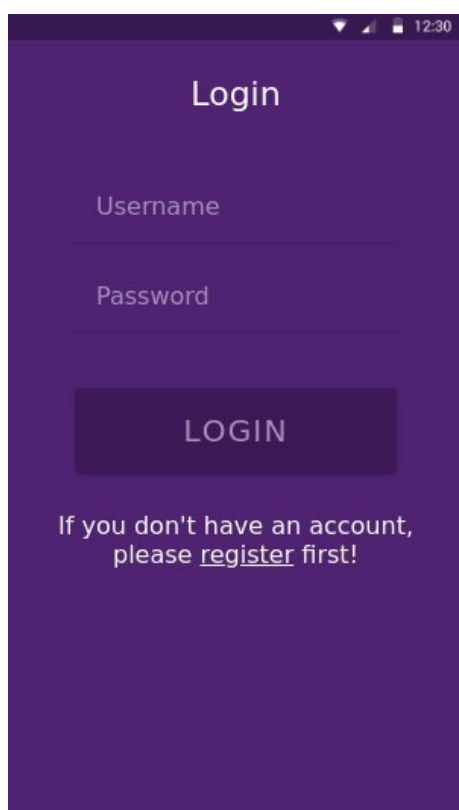 12:30
Login
Username
Password
LOGIN
If you don't have an account,
please register first!